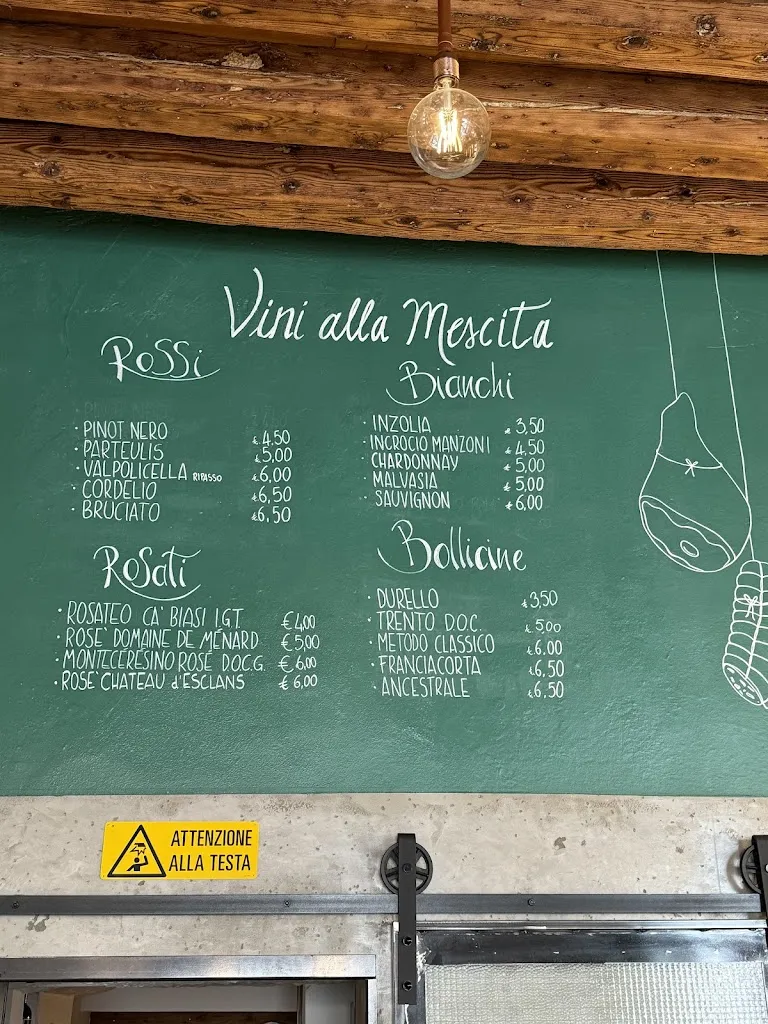 Vini alla Mescita
Rossi
· PINOT NERO €4,50
· PARTEULIS €5,00
· VALPOLICELLA RIPASSO €6,00
· CORDELIO €6,50
· BRUCIATO €6,50
Bianchi
· INZOLIA € 3,50
· INCROCIO MANZONI € 4,50
· CHARDONNAY € 5,00
· MALVASIA € 5,00
· SAUVIGNON € 6,00
Rosati
· ROSATEO CA' BIASI I.G.T. €4,00
· ROSE' DOMAINE DE MÉNARD €5,00
· MONTECERESINO ROSÉ D.O.C.G. € 6,00
· ROSE' CHATEAU d'ESCLANS € 6,00
Bollicine
· DURELLO €3,50
· TRENTO D.O.C. € 5,00
· METODO CLASSICO €6,00
· FRANCIACORTA €6,50
· ANCESTRALE €6,50
ATTENZIONE
ALLA TESTA